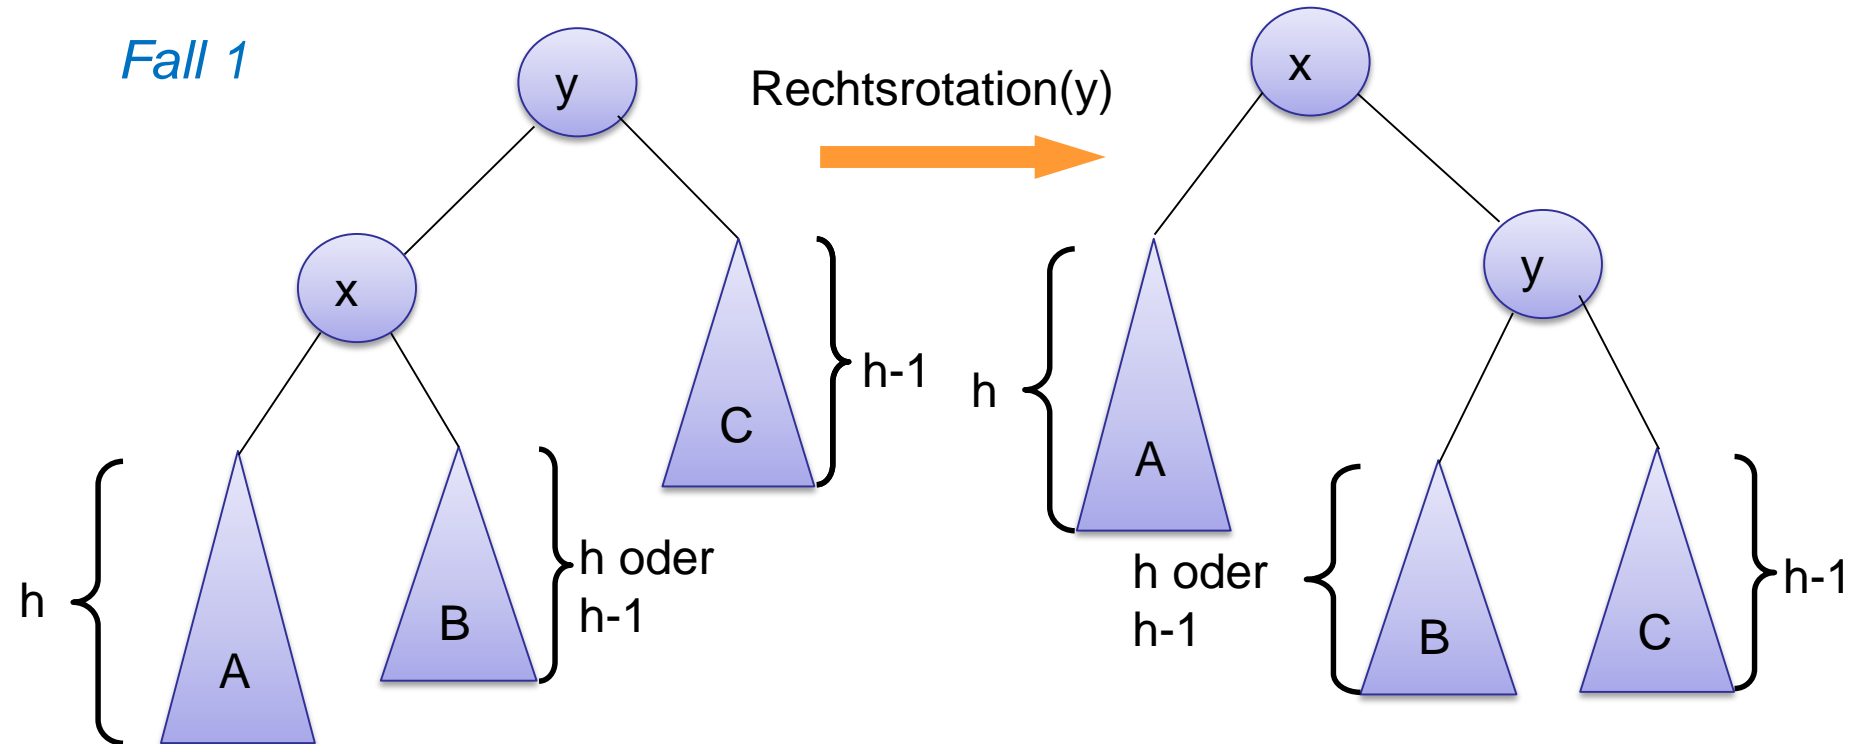 Fall 1
y
Rechtsrotation(y)
x
x
y
C
h-1
h
A
h
A
B
h oder
h-1
h oder
h-1
B
C
h-1